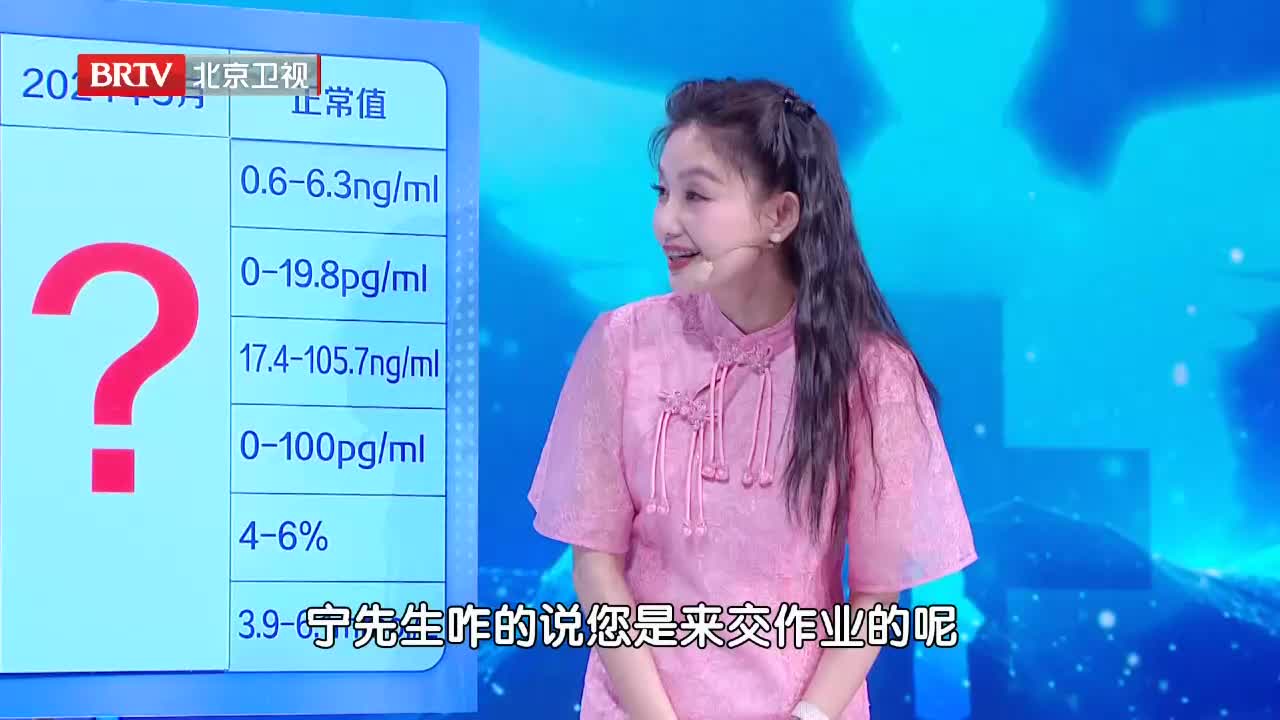 BRTV 北京卫视
正常值
0.6-6.3ng/ml
0-19.8pg/ml
?
17.4-105.7ng/ml
0-100pg/ml
4-6%
宁先生咋的说您是来交作业的呢